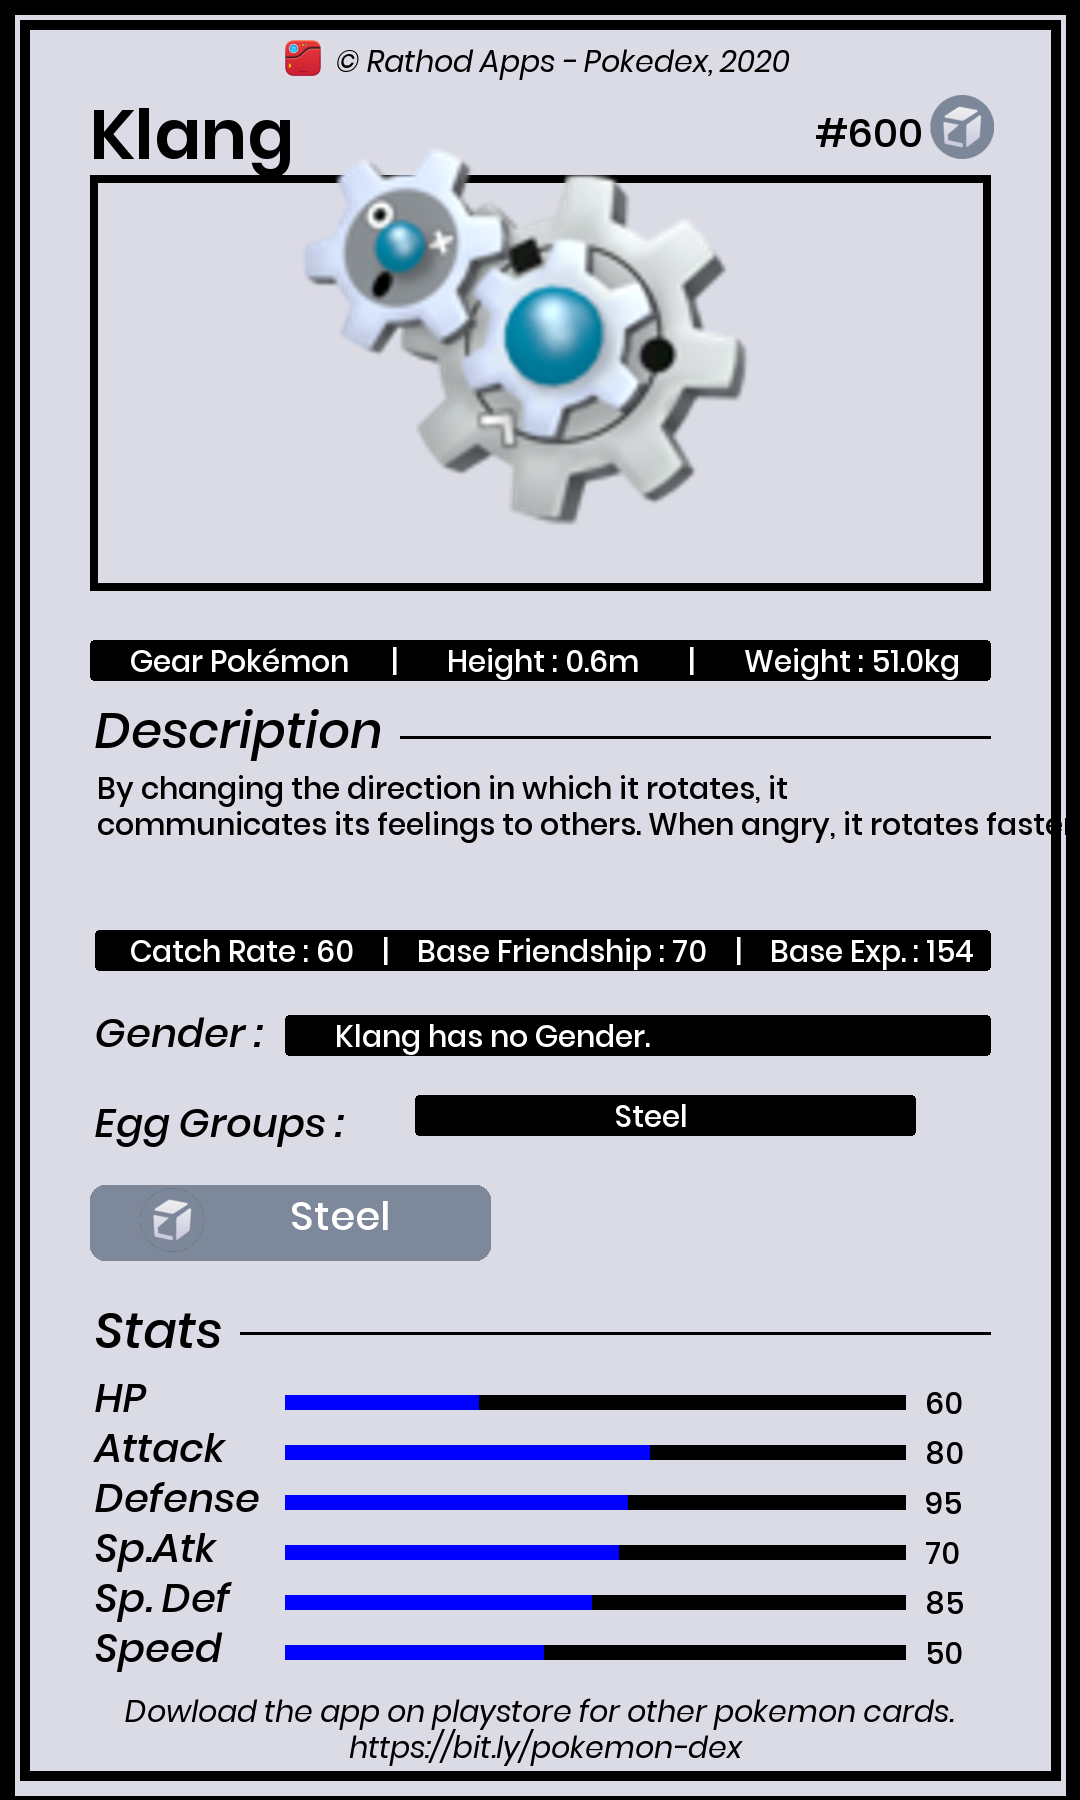 © Rathod Apps - Pokedex, 2020
Klang
#600
Gear Pokémon | Height : 0.6m | Weight : 51.0kg
Description
By changing the direction in which it rotates, it
communicates its feelings to others. When angry, it rotates faster
Catch Rate : 60 | Base Friendship : 70 | Base Exp. : 154
Gender : Klang has no Gender.
Egg Groups : Steel
Steel
Stats
HP 60
Attack 80
Defense 95
Sp.Atk 70
Sp. Def 85
Speed 50
Dowload the app on playstore for other pokemon cards.
https://bit.ly/pokemon-dex